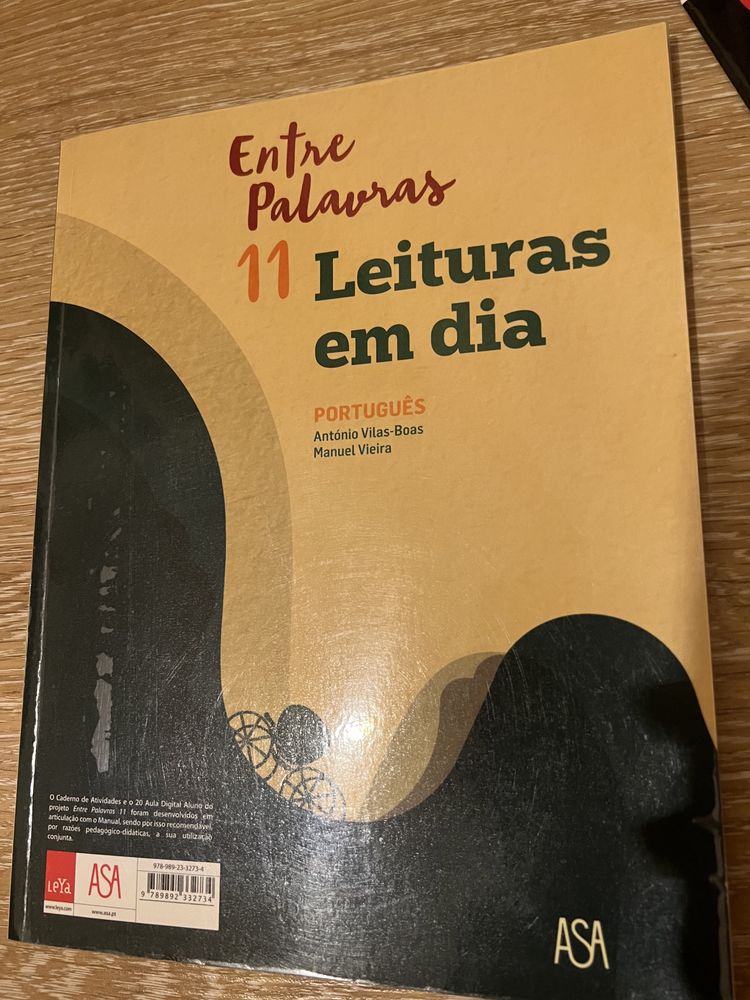 Entre
Palavras
11 Leituras
em dia
PORTUGUÊS
António Vilas-Boas
Manuel Vieira
O Caderno de Atividades e o 20 Aula Digital Aluno do
projeto Entre Palavras 11 foram desenvolvidos em
articulação com o Manual, sendo por isso recomendável,
por razões pedagógico-didáticas, a sua utilização
conjunta.
LeYa
www.leya.com
ASA
www.asa.pt
978-989-23-3273-4
9 789892 332734
ASA